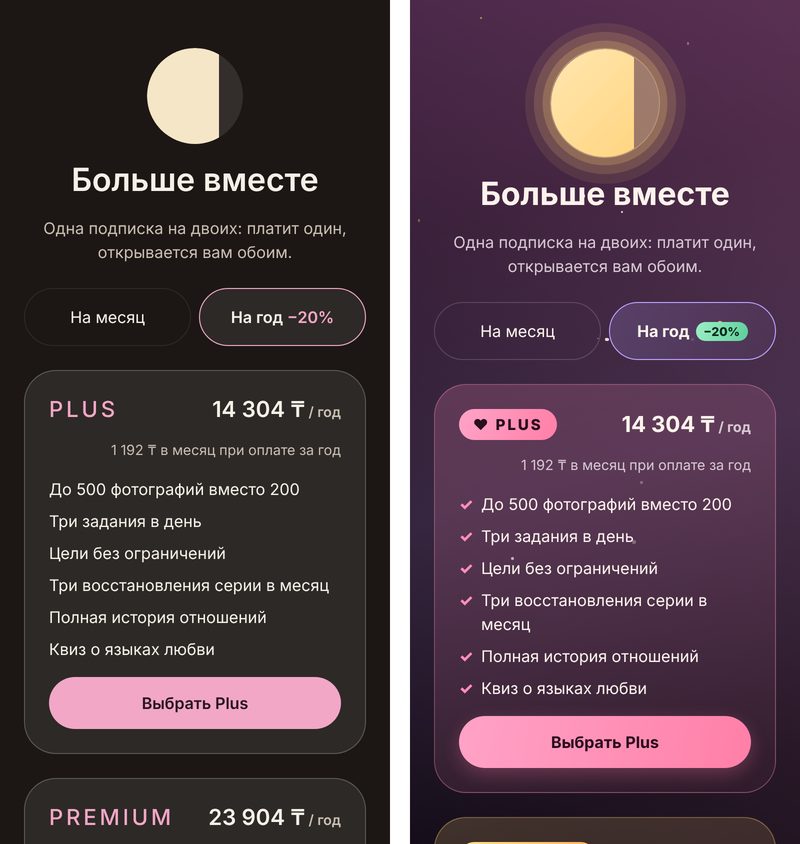 Больше вместе
Одна подписка на двоих: платит один,
открывается вам обоим.
На месяц
На год −20%
PLUS
14 304 ₸ / год
1 192 ₸ в месяц при оплате за год
До 500 фотографий вместо 200
Три задания в день
Цели без ограничений
Три восстановления серии в месяц
Полная история отношений
Квиз о языках любви
Выбрать Plus
PREMIUM
23 904 ₸ / год
Больше вместе
Одна подписка на двоих: платит один,
открывается вам обоим.
На месяц
На год −20%
PLUS
14 304 ₸ / год
1 192 ₸ в месяц при оплате за год
До 500 фотографий вместо 200
Три задания в день
Цели без ограничений
Три восстановления серии в
месяц
Полная история отношений
Квиз о языках любви
Выбрать Plus